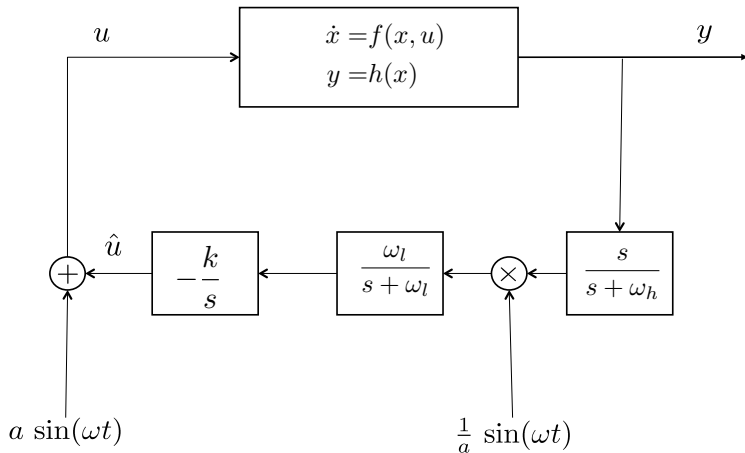 u
ẋ =f(x, u)
y =h(x)
y
û
−k/s
ω_l/(s + ω_l)
s/(s + ω_h)
+
×
a sin(ωt)
1/a sin(ωt)